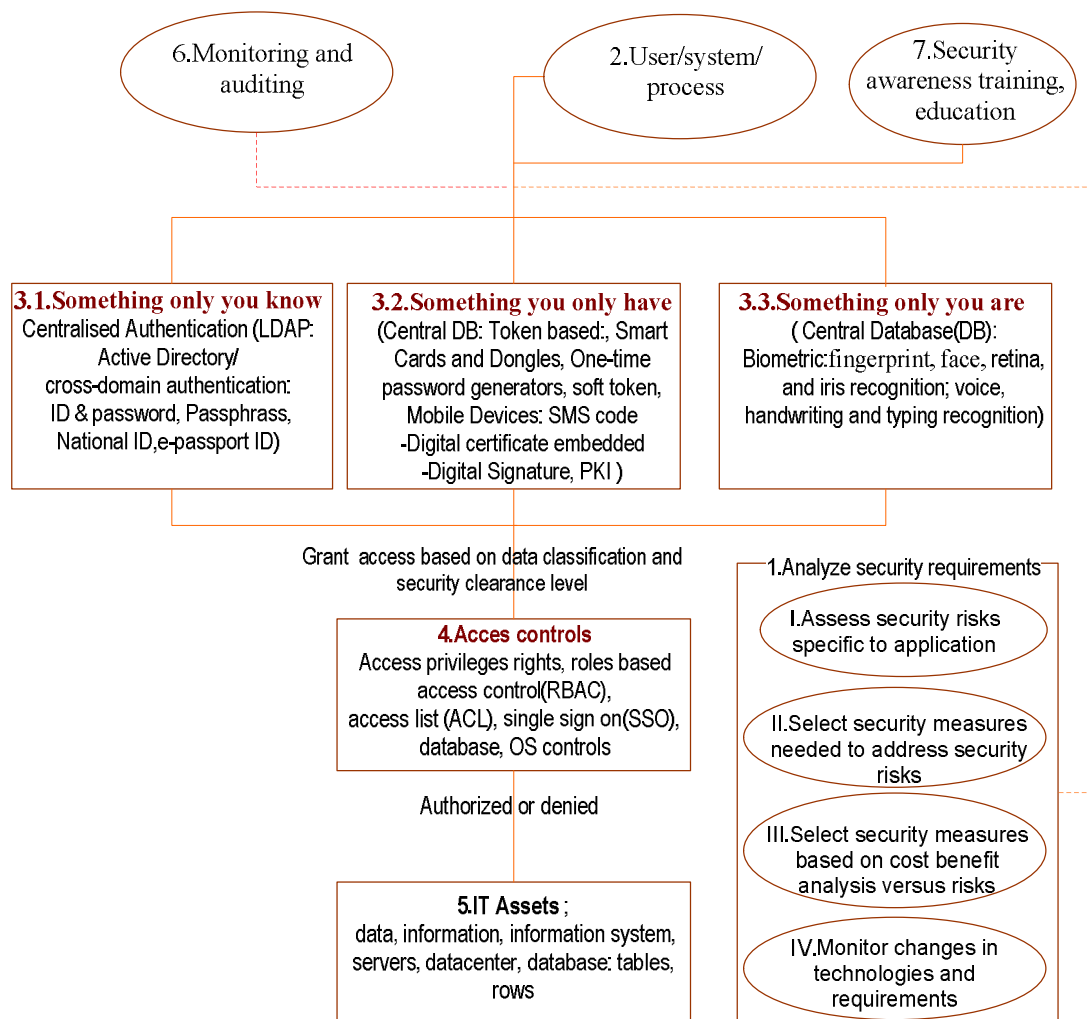 6.Monitoring and
auditing
2.User/system/
process
7.Security
awareness training,
education
3.1.Something only you know
Centralised Authentication (LDAP:
Active Directory/
cross-domain authentication:
ID & password, Passphrass,
National ID,e-passport ID)
3.2.Something you only have
(Central DB: Token based:, Smart
Cards and Dongles, One-time
password generators, soft token,
Mobile Devices: SMS code
-Digital certificate embedded
-Digital Signature, PKI )
3.3.Something only you are
( Central Database(DB):
Biometric:fingerprint, face, retina,
and iris recognition; voice,
handwriting and typing recognition)
Grant access based on data classification and
security clearance level
4.Acces controls
Access privileges rights, roles based
access control(RBAC),
access list (ACL), single sign on(SSO),
database, OS controls
Authorized or denied
5.IT Assets ;
data, information, information system,
servers, datacenter, database: tables,
rows
1.Analyze security requirements
I.Assess security risks
specific to application
II.Select security measures
needed to address security
risks
III.Select security measures
based on cost benefit
analysis versus risks
IV.Monitor changes in
technologies and
requirements